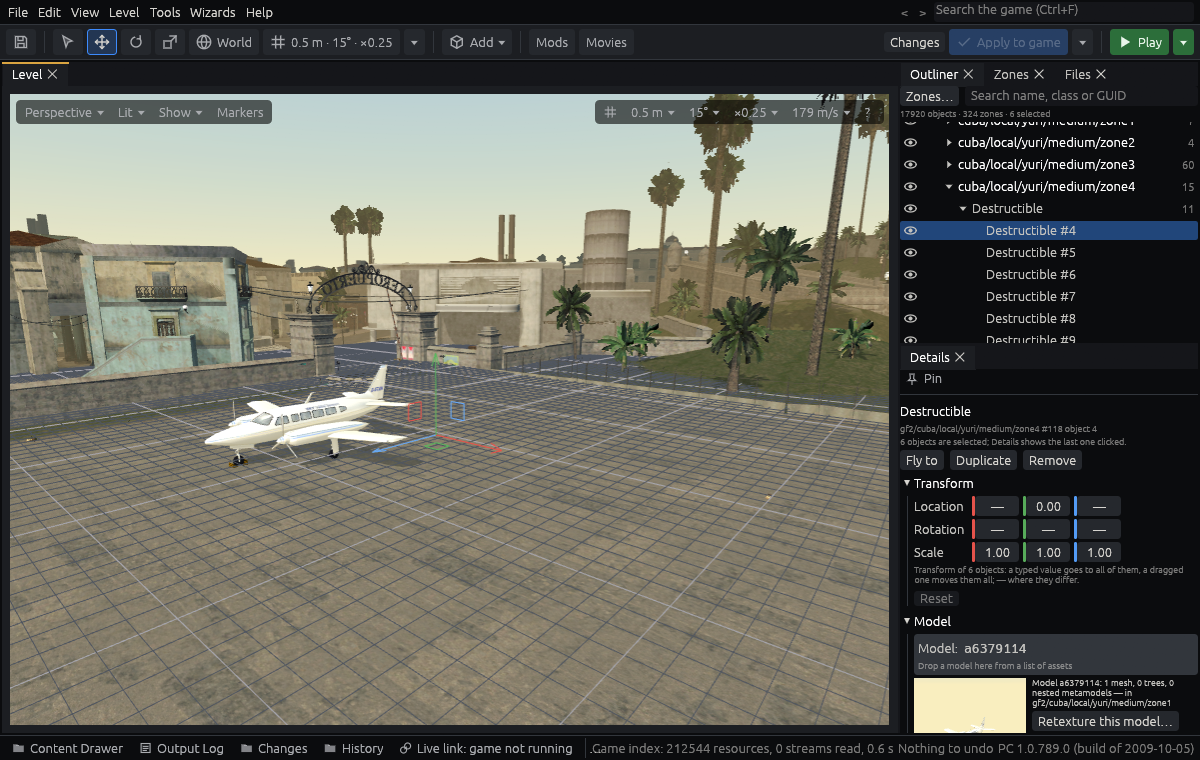 File Edit View Level Tools Wizards Help
< > Search the game (Ctrl+F)
World 0.5 m · 15° · ×0.25 Add Mods Movies Changes Apply to game Play
Level
Outliner Zones Files
Perspective Lit Show Markers 0.5 m 15° ×0.25 179 m/s ?
Zones... Search name, class or GUID
17920 objects · 324 zones · 6 selected
cuba/local/yuri/medium/zone1
cuba/local/yuri/medium/zone2 4
cuba/local/yuri/medium/zone3 60
cuba/local/yuri/medium/zone4 15
Destructible 11
Destructible #4
Destructible #5
Destructible #6
Destructible #7
Destructible #8
Destructible #9
AEROPUERTO
Details
Pin
Destructible
gf2/cuba/local/yuri/medium/zone4 #118 object 4
6 objects are selected; Details shows the last one clicked.
Fly to Duplicate Remove
Transform
Location — 0.00 —
Rotation — — —
Scale 1.00 1.00 1.00
Transform of 6 objects: a typed value goes to all of them, a dragged
one moves them all; — where they differ.
Reset
Model
Model: a6379114
Drop a model here from a list of assets
Model a6379114: 1 mesh, 0 trees, 0
nested metamodels — in
gf2/cuba/local/yuri/medium/zone1
Retexture this model...
Content Drawer Output Log Changes History Live link: game not running .Game index: 212544 resources, 0 streams read, 0.6 s Nothing to undo PC 1.0.789.0 (build of 2009-10-05)